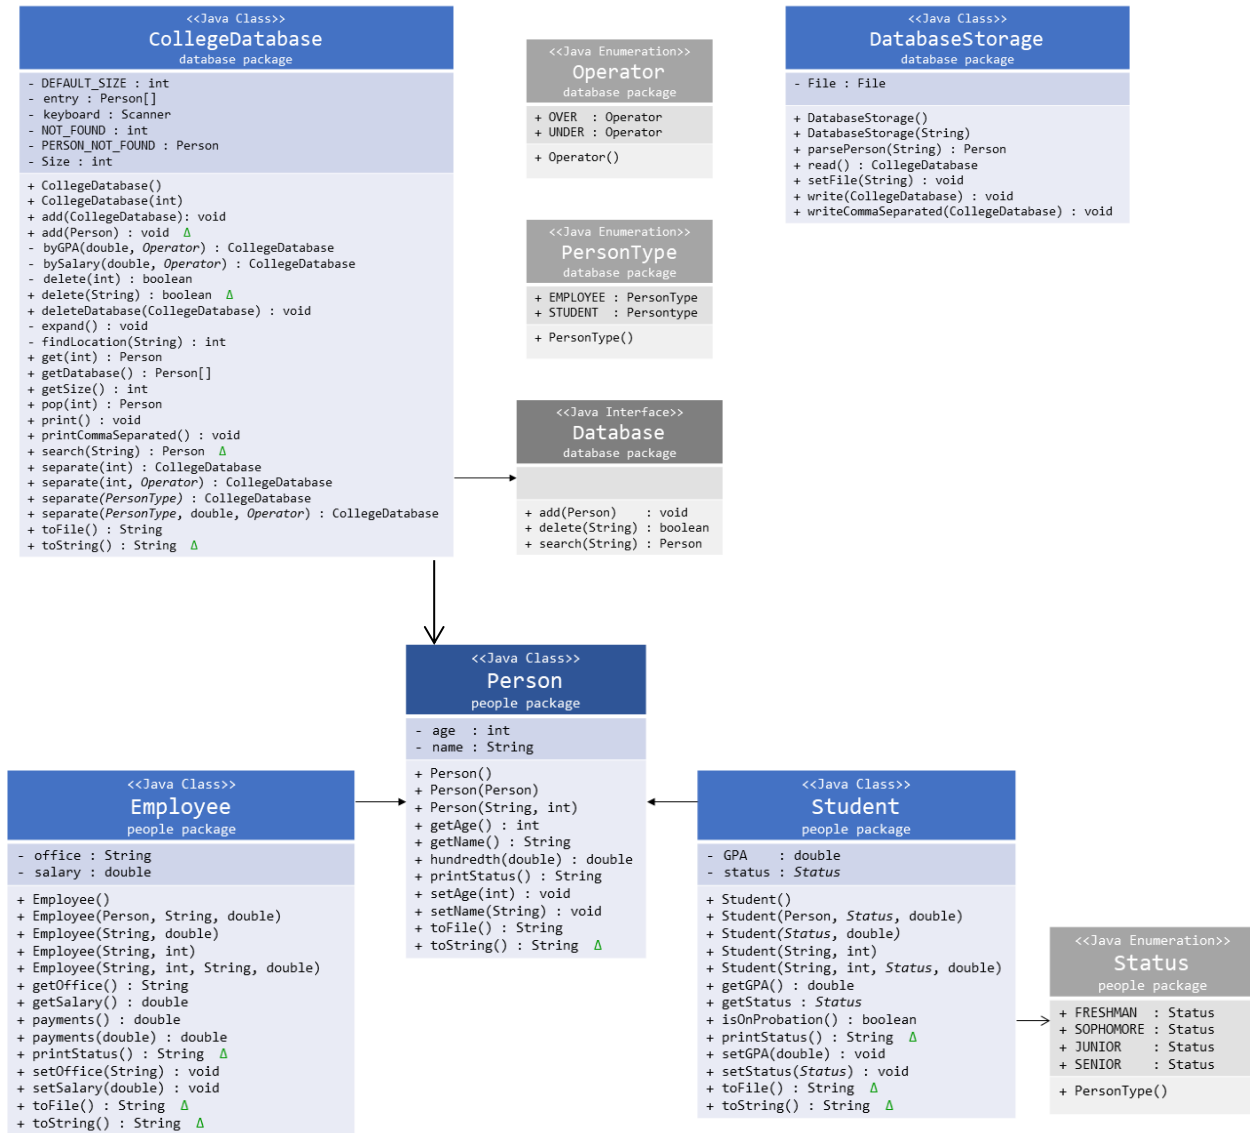 <<Java Class>>
CollegeDatabase
database package
- DEFAULT_SIZE : int
- entry : Person[]
- keyboard : Scanner
- NOT_FOUND : int
- PERSON_NOT_FOUND : Person
- Size : int
+ CollegeDatabase()
+ CollegeDatabase(int)
+ add(CollegeDatabase): void
+ add(Person) : void Δ
- byGPA(double, Operator) : CollegeDatabase
- bySalary(double, Operator) : CollegeDatabase
- delete(int) : boolean
+ delete(String) : boolean Δ
+ deleteDatabase(CollegeDatabase) : void
- expand() : void
- findLocation(String) : int
+ get(int) : Person
+ getDatabase() : Person[]
+ getSize() : int
+ pop(int) : Person
+ print() : void
+ printCommaSeparated() : void
+ search(String) : Person Δ
+ separate(int) : CollegeDatabase
+ separate(int, Operator) : CollegeDatabase
+ separate(PersonType) : CollegeDatabase
+ separate(PersonType, double, Operator) : CollegeDatabase
+ toFile() : String
+ toString() : String Δ
<<Java Enumeration>>
Operator
database package
+ OVER : Operator
+ UNDER : Operator
+ Operator()
<<Java Class>>
DatabaseStorage
database package
- File : File
+ DatabaseStorage()
+ DatabaseStorage(String)
+ parsePerson(String) : Person
+ read() : CollegeDatabase
+ setFile(String) : void
+ write(CollegeDatabase) : void
+ writeCommaSeparated(CollegeDatabase) : void
<<Java Enumeration>>
PersonType
database package
+ EMPLOYEE : PersonType
+ STUDENT : Persontype
+ PersonType()
<<Java Interface>>
Database
database package
+ add(Person) : void
+ delete(String) : boolean
+ search(String) : Person
<<Java Class>>
Person
people package
- age : int
- name : String
+ Person()
+ Person(Person)
+ Person(String, int)
+ getAge() : int
+ getName() : String
+ hundredth(double) : double
+ printStatus() : String
+ setAge(int) : void
+ setName(String) : void
+ toFile() : String
+ toString() : String Δ
<<Java Class>>
Employee
people package
- office : String
- salary : double
+ Employee()
+ Employee(Person, String, double)
+ Employee(String, double)
+ Employee(String, int)
+ Employee(String, int, String, double)
+ getOffice() : String
+ getSalary() : double
+ payments() : double
+ payments(double) : double
+ printStatus() : String Δ
+ setOffice(String) : void
+ setSalary(double) : void
+ toFile() : String Δ
+ toString() : String Δ
<<Java Class>>
Student
people package
- GPA : double
- status : Status
+ Student()
+ Student(Person, Status, double)
+ Student(Status, double)
+ Student(String, int)
+ Student(String, int, Status, double)
+ getGPA() : double
+ getStatus : Status
+ isOnProbation() : boolean
+ printStatus() : String Δ
+ setGPA(double) : void
+ setStatus(Status) : void
+ toFile() : String Δ
+ toString() : String Δ
<<Java Enumeration>>
Status
people package
+ FRESHMAN : Status
+ SOPHOMORE : Status
+ JUNIOR : Status
+ SENIOR : Status
+ PersonType()